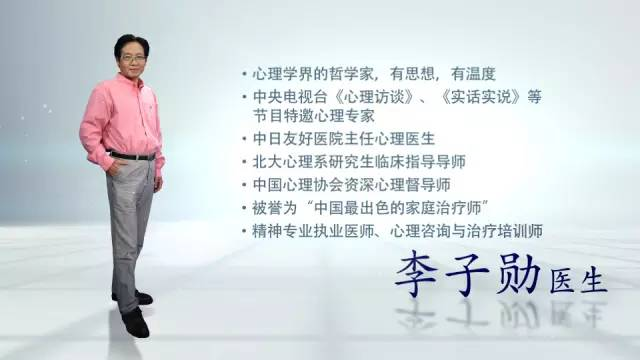 • 心理学界的哲学家，有思想，有温度
• 中央电视台《心理访谈》、《实话实说》等
节目特邀心理专家
• 中日友好医院主任心理医生
• 北大心理系研究生临床指导导师
• 中国心理协会资深心理督导师
• 被誉为“中国最出色的家庭治疗师”
• 精神专业执业医师、心理咨询与治疗培训师
李子勋医生